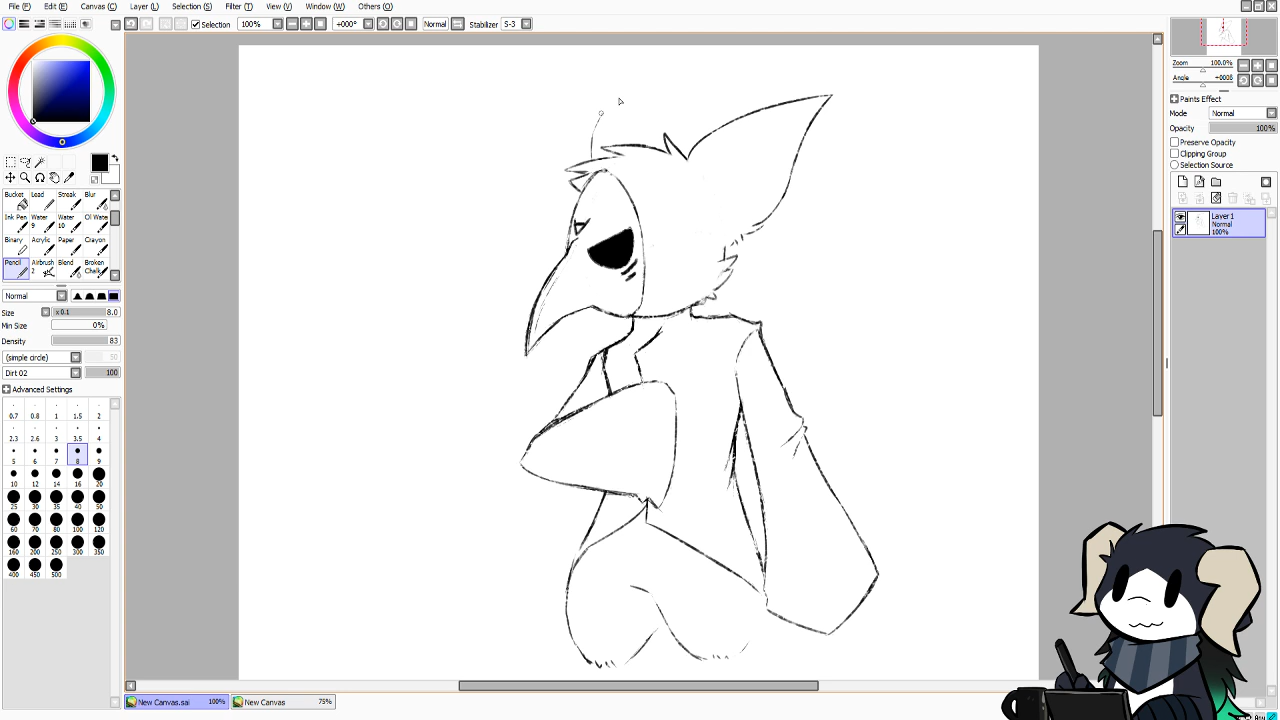 File (F) Edit (E) Canvas (C) Layer (L) Selection (S) Filter (T) View (V) Window (W) Others (O)
Selection 100% +000° Normal Stabilizer S-3
Zoom 100.0%
Angle +000θ
Paints Effect
Mode Normal
Opacity 100%
Preserve Opacity
Clipping Group
Selection Source
Layer 1
Normal
100%
Bucket Lead Streak Blur
Ink Pen Water Water Oil Wate
9 10
Binary Acrylic Paper Crayon
Pencil Airbrush Blend Broken
2 Chalk
Normal
Size x 0.1 8.0
Min Size 0%
Density 83
(simple circle) 50
Dirt 02 100
Advanced Settings
0.7 0.8 1 1.5 2
2.3 2.6 3 3.5 4
5 6 7 8 9
10 12 14 16 20
25 30 35 40 50
60 70 80 100 120
160 200 250 300 350
400 450 500
New Canvas.sai 100% New Canvas 75%